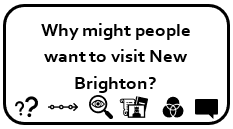 Why might people
want to visit New
Brighton?
??